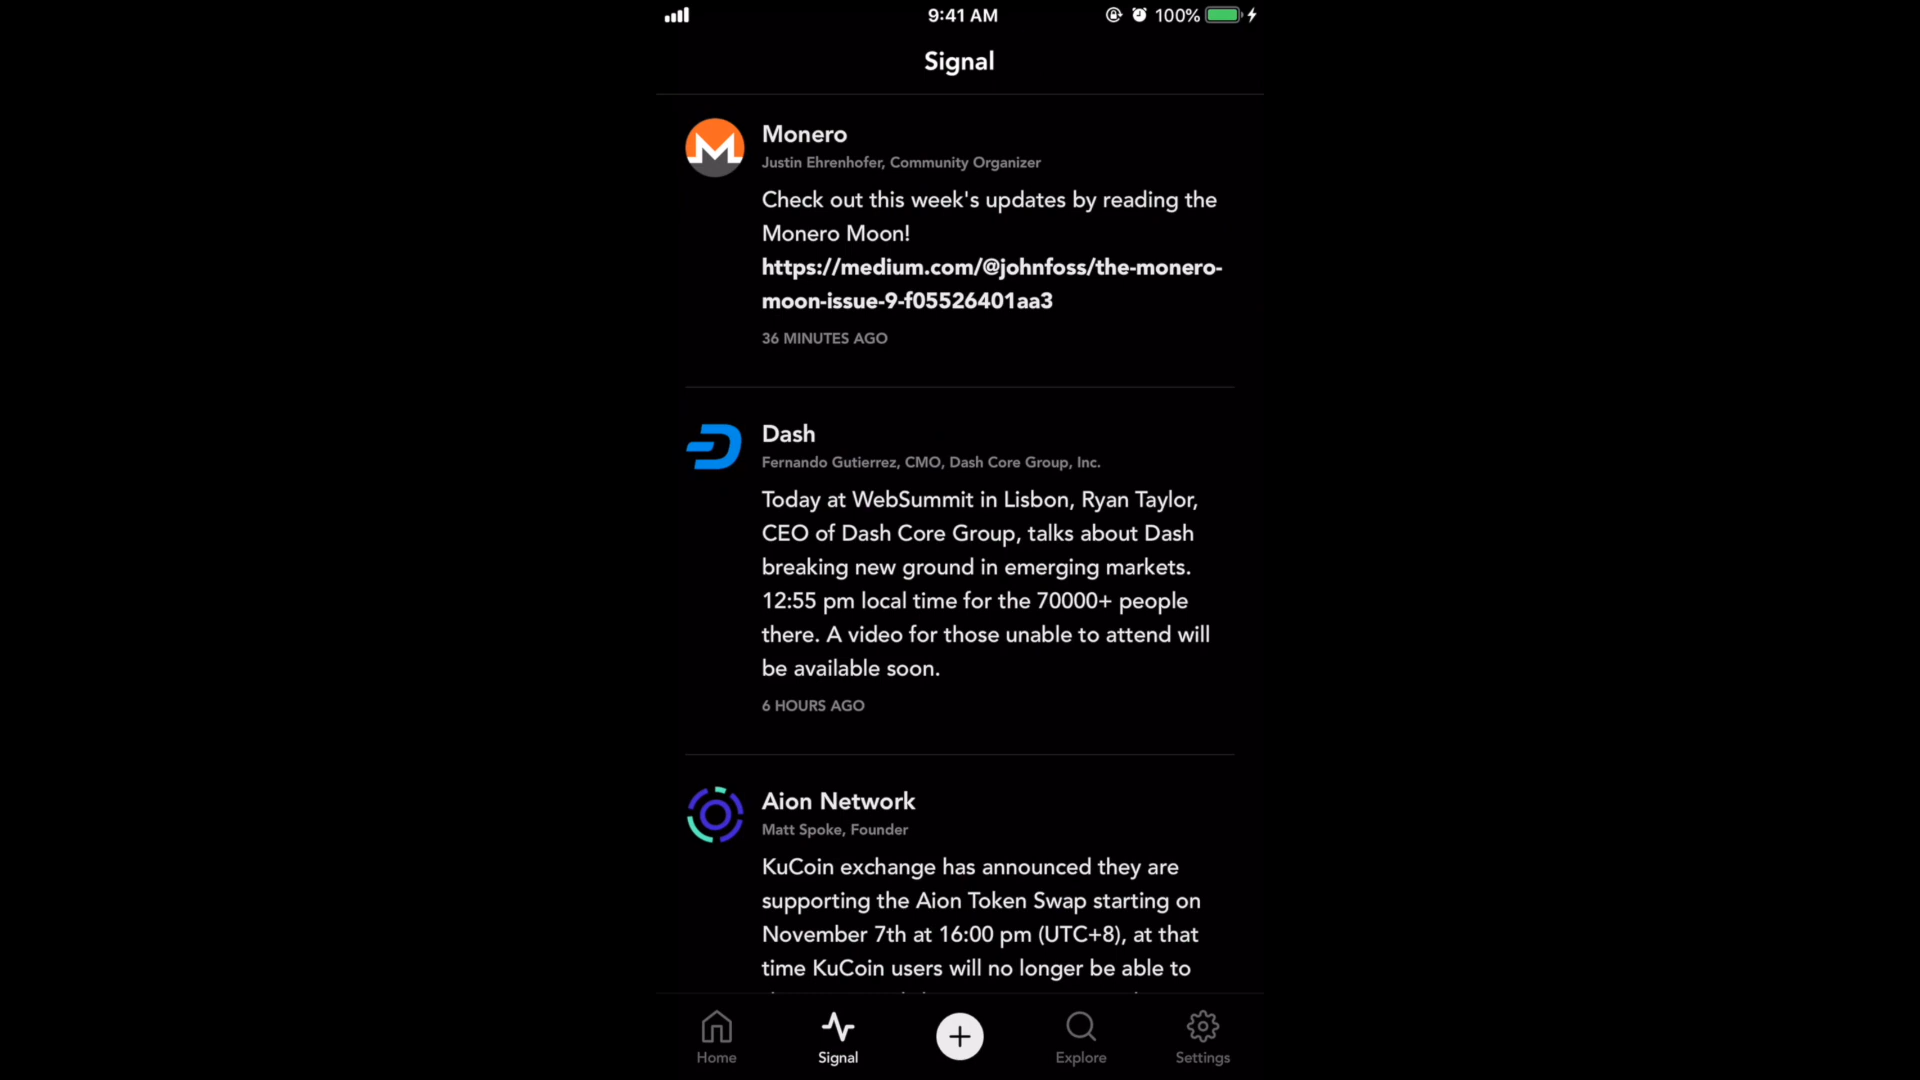 9:41 AM
100%
Signal
Monero
Justin Ehrenhofer, Community Organizer
Check out this week's updates by reading the
Monero Moon!
https://medium.com/@johnfoss/the-monero-
moon-issue-9-f05526401aa3
36 MINUTES AGO
Dash
Fernando Gutierrez, CMO, Dash Core Group, Inc.
Today at WebSummit in Lisbon, Ryan Taylor,
CEO of Dash Core Group, talks about Dash
breaking new ground in emerging markets.
12:55 pm local time for the 70000+ people
there. A video for those unable to attend will
be available soon.
6 HOURS AGO
Aion Network
Matt Spoke, Founder
KuCoin exchange has announced they are
supporting the Aion Token Swap starting on
November 7th at 16:00 pm (UTC+8), at that
time KuCoin users will no longer be able to
Home
Signal
Explore
Settings